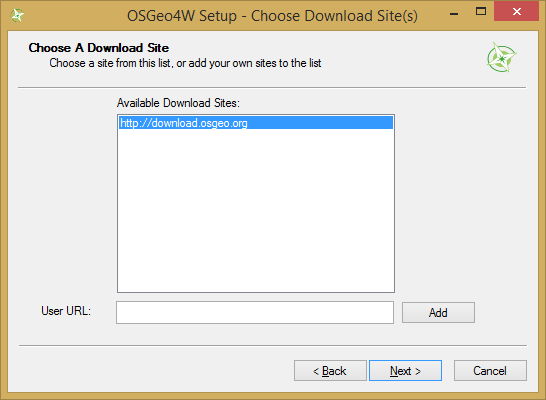 OSGeo4W Setup - Choose Download Site(s)
Choose A Download Site
Choose a site from this list, or add your own sites to the list
Available Download Sites:
http://download.osgeo.org
User URL:
Add
< Back
Next >
Cancel